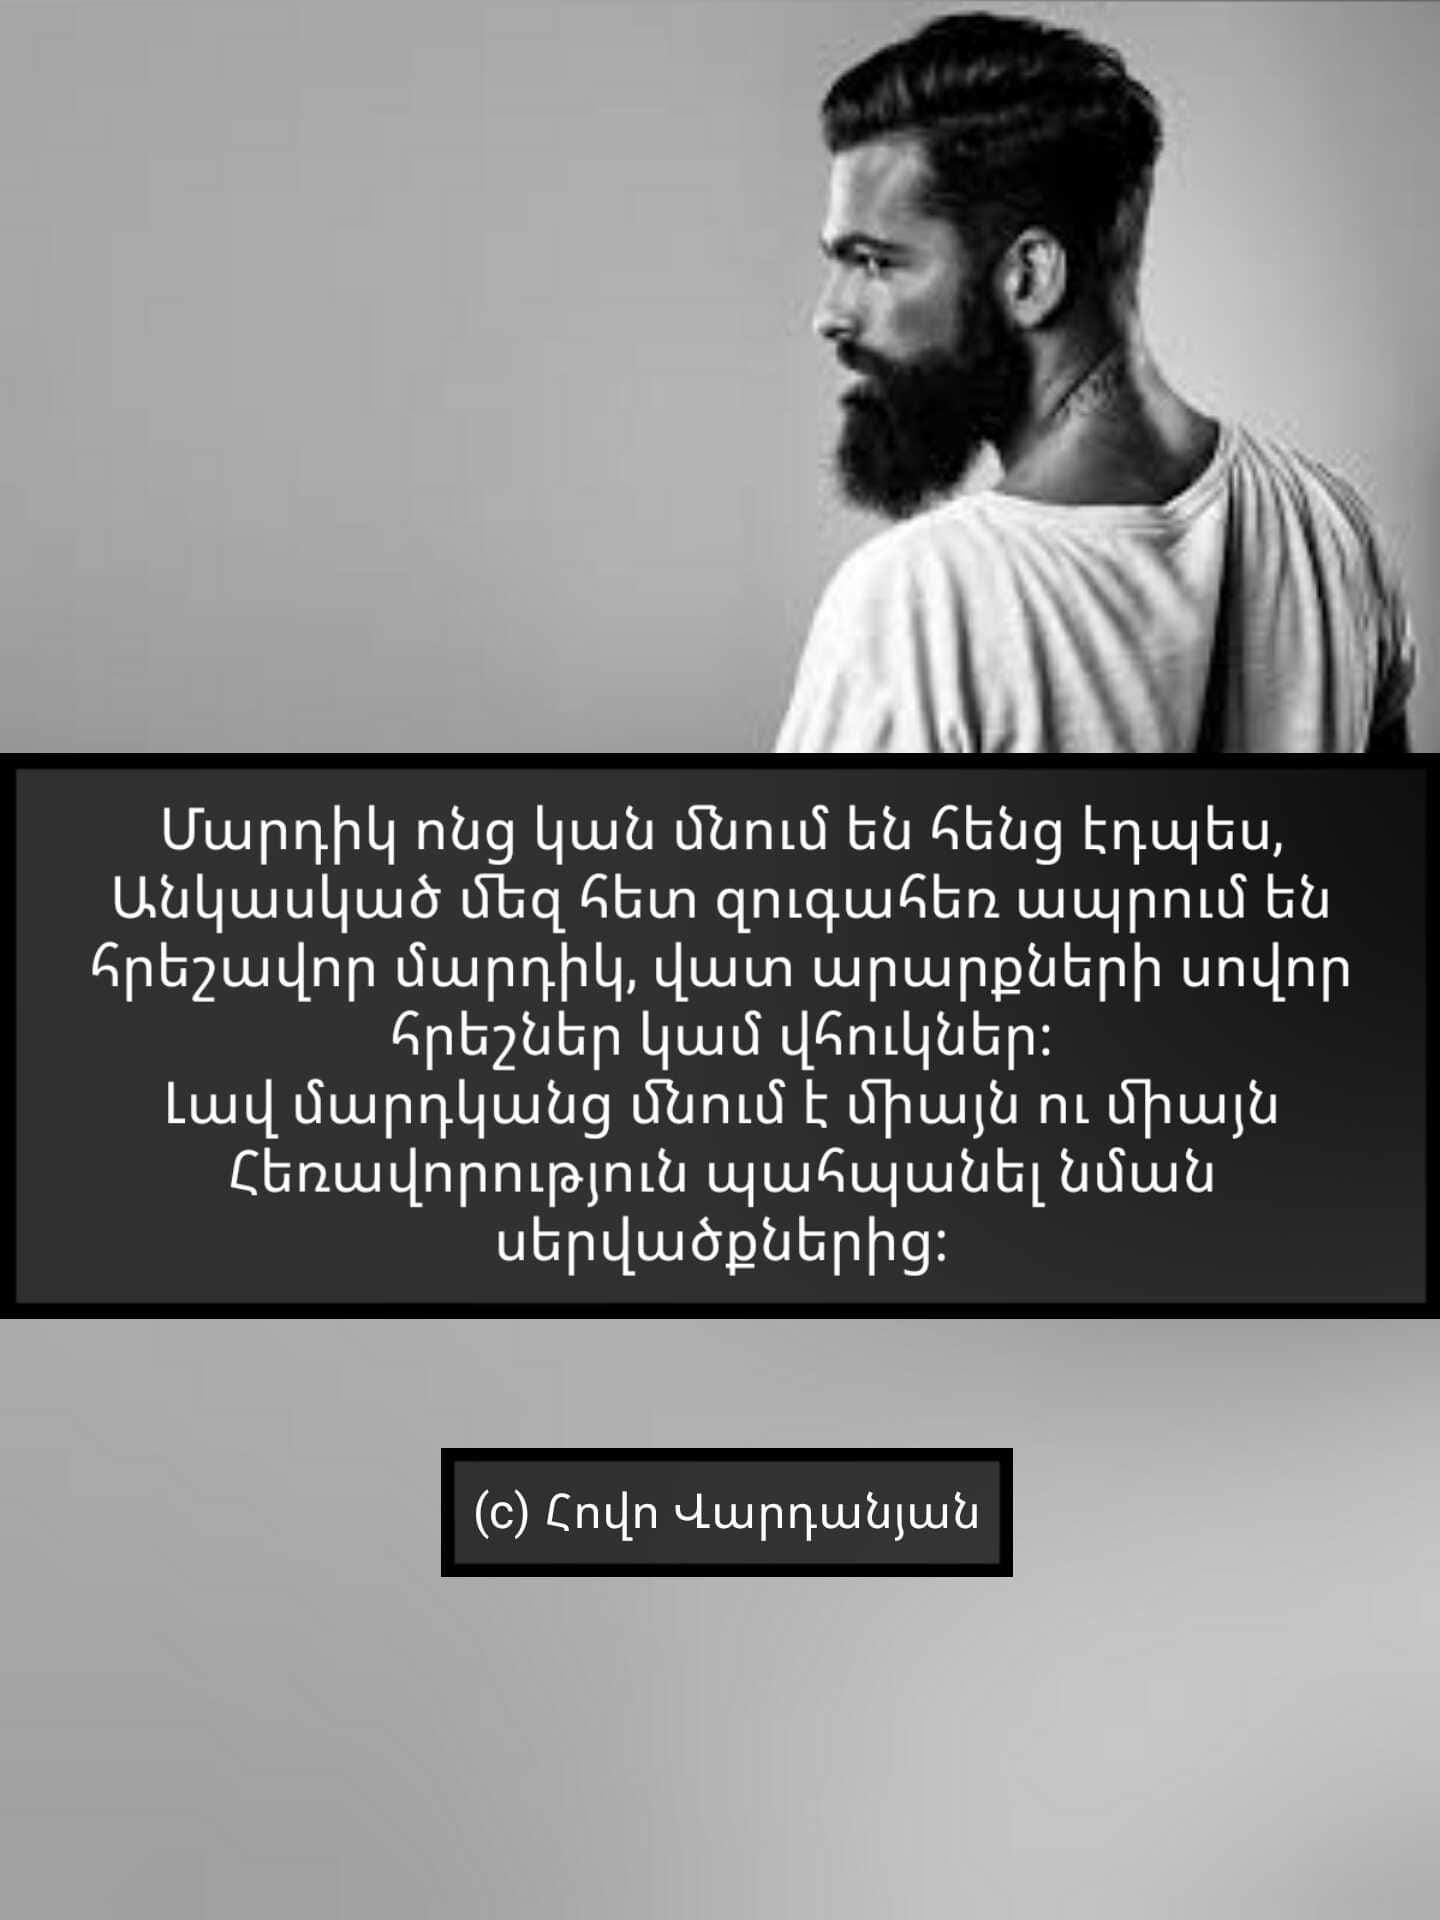 Մարդիկ ոնց կան մնում են հենց էդպես,
Անկասկած մեզ հետ զուգահեռ ապրում են
հրեշավոր մարդիկ, վատ արարքների սովոր
հրեշներ կամ վհուկներ:
Լավ մարդկանց մնում է միայն ու միայն
Հեռավորություն պահպանել նման
սերվածքներից:
(c) Հովո Վարդանյան